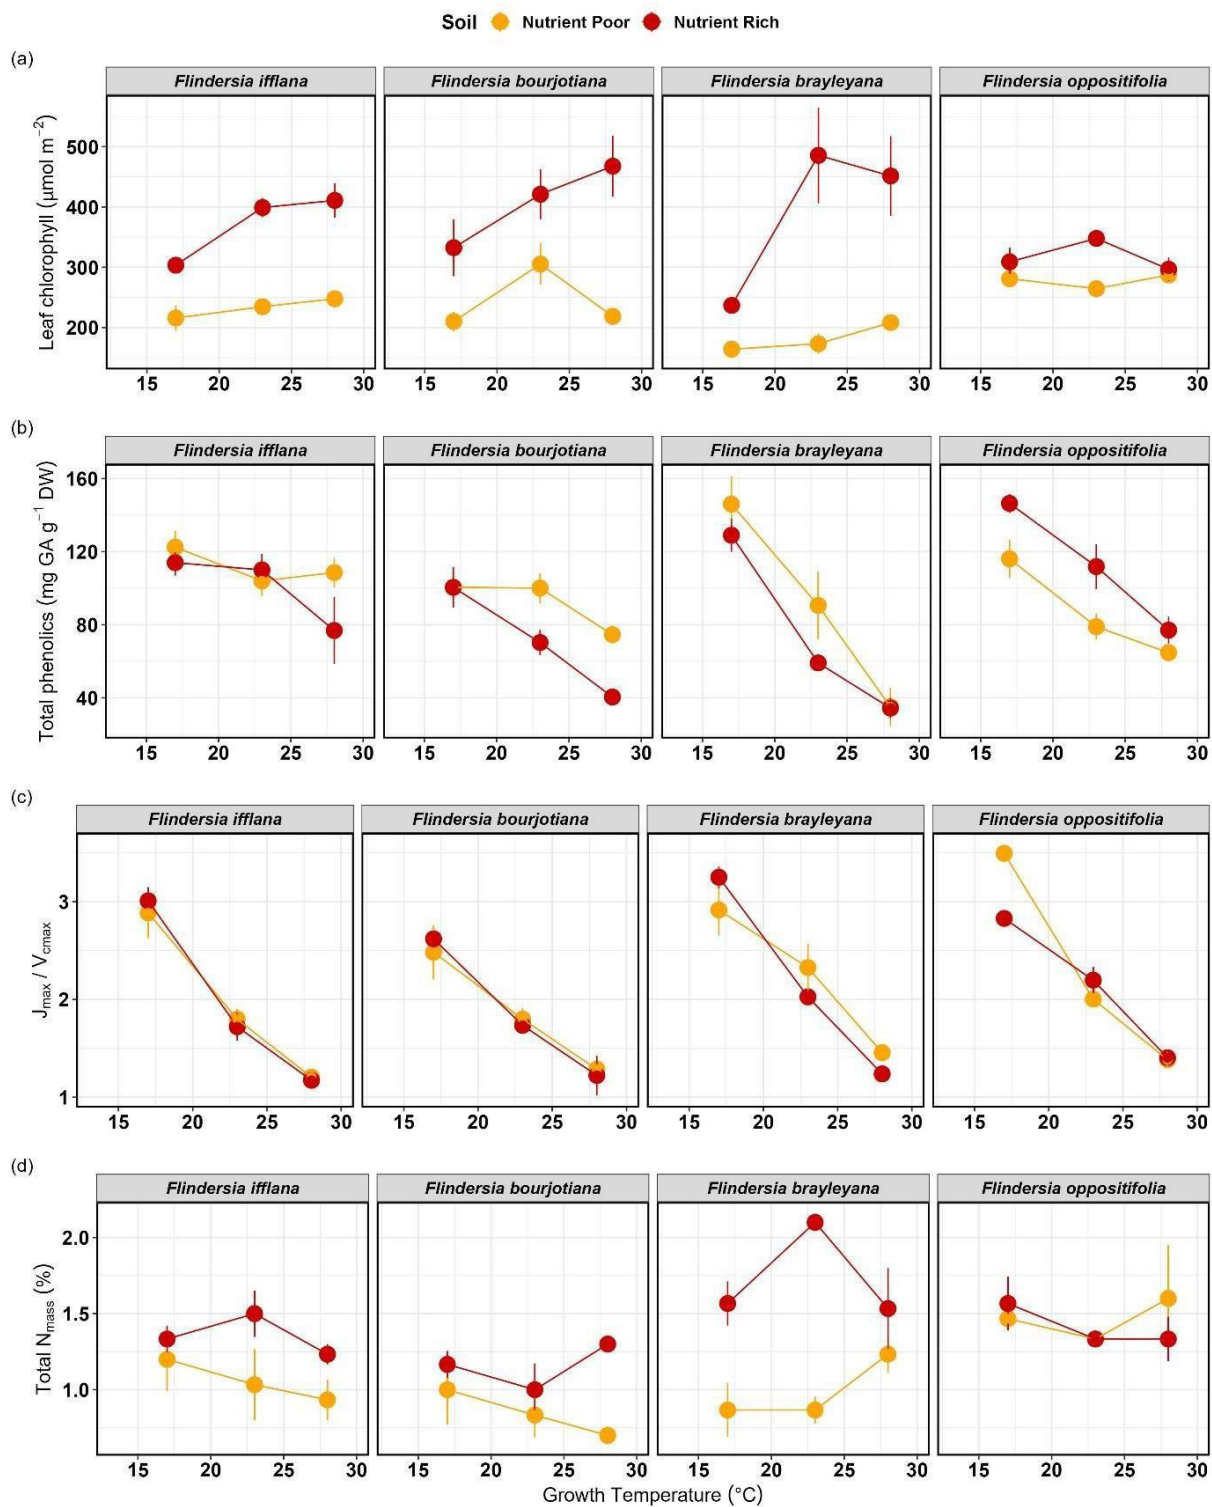 Soil Nutrient Poor Nutrient Rich
(a)
Flindersia ifflana Flindersia bourjotiana Flindersia brayleyana Flindersia oppositifolia
Leaf chlorophyll (μmol m⁻²)
500
400
300
200
15 20 25 30 15 20 25 30 15 20 25 30 15 20 25 30
(b)
Flindersia ifflana Flindersia bourjotiana Flindersia brayleyana Flindersia oppositifolia
Total phenolics (mg GA g⁻¹ DW)
160
120
80
40
15 20 25 30 15 20 25 30 15 20 25 30 15 20 25 30
(c)
Flindersia ifflana Flindersia bourjotiana Flindersia brayleyana Flindersia oppositifolia
Jmax / Vcmax
3
2
1
15 20 25 30 15 20 25 30 15 20 25 30 15 20 25 30
(d)
Flindersia ifflana Flindersia bourjotiana Flindersia brayleyana Flindersia oppositifolia
Total Nmass (%)
2.0
1.5
1.0
15 20 25 30 15 20 25 30 15 20 25 30 15 20 25 30
Growth Temperature (°C)